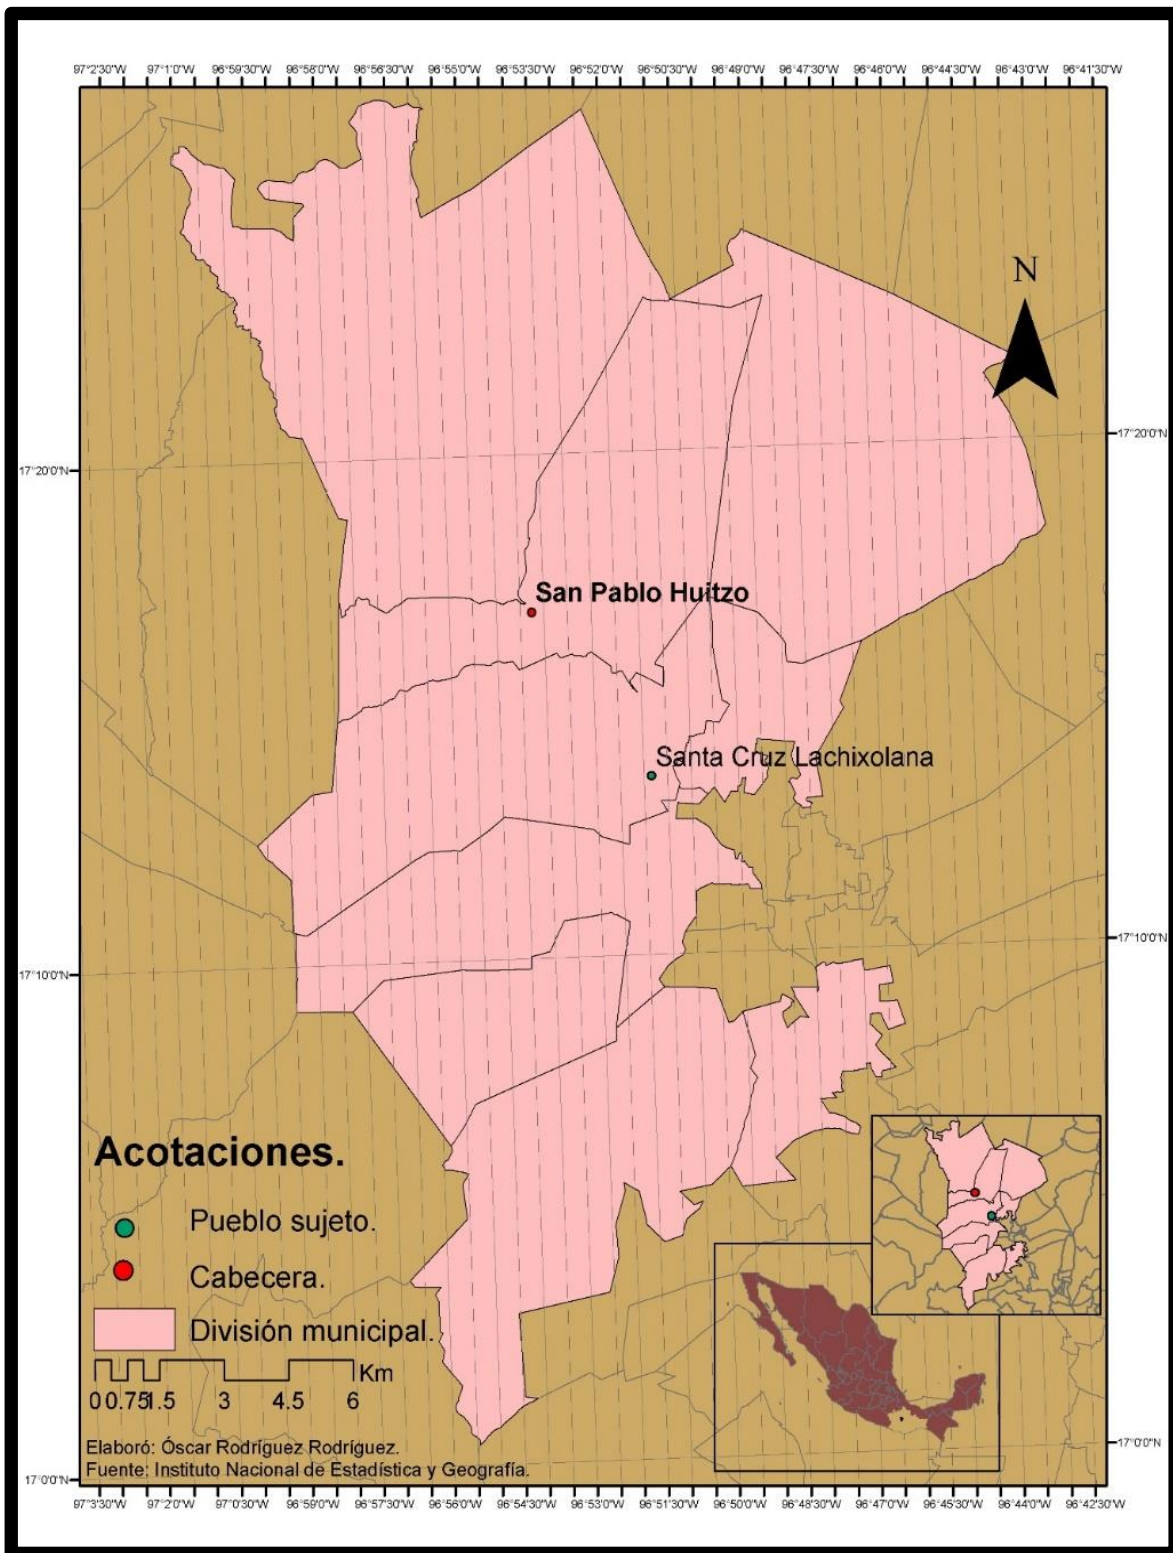 97°2'30"W 97°1'0"W 96°59'30"W 96°58'0"W 96°56'30"W 96°55'0"W 96°53'30"W 96°52'0"W 96°50'30"W 96°49'0"W 96°47'30"W 96°46'0"W 96°44'30"W 96°43'0"W 96°41'30"W
N
17°20'0"N
17°20'0"N
San Pablo Huitzo
Santa Cruz Lachixolana
17°10'0"N
17°10'0"N
Acotaciones.
Pueblo sujeto.
Cabecera.
División municipal.
Km
0 0.75 1.5 3 4.5 6
Elaboró: Óscar Rodríguez Rodríguez.
Fuente: Instituto Nacional de Estadística y Geografía.
17°0'0"N
17°0'0"N
97°3'30"W 97°2'0"W 97°0'30"W 96°59'0"W 96°57'30"W 96°56'0"W 96°54'30"W 96°53'0"W 96°51'30"W 96°50'0"W 96°48'30"W 96°47'0"W 96°45'30"W 96°44'0"W 96°42'30"W